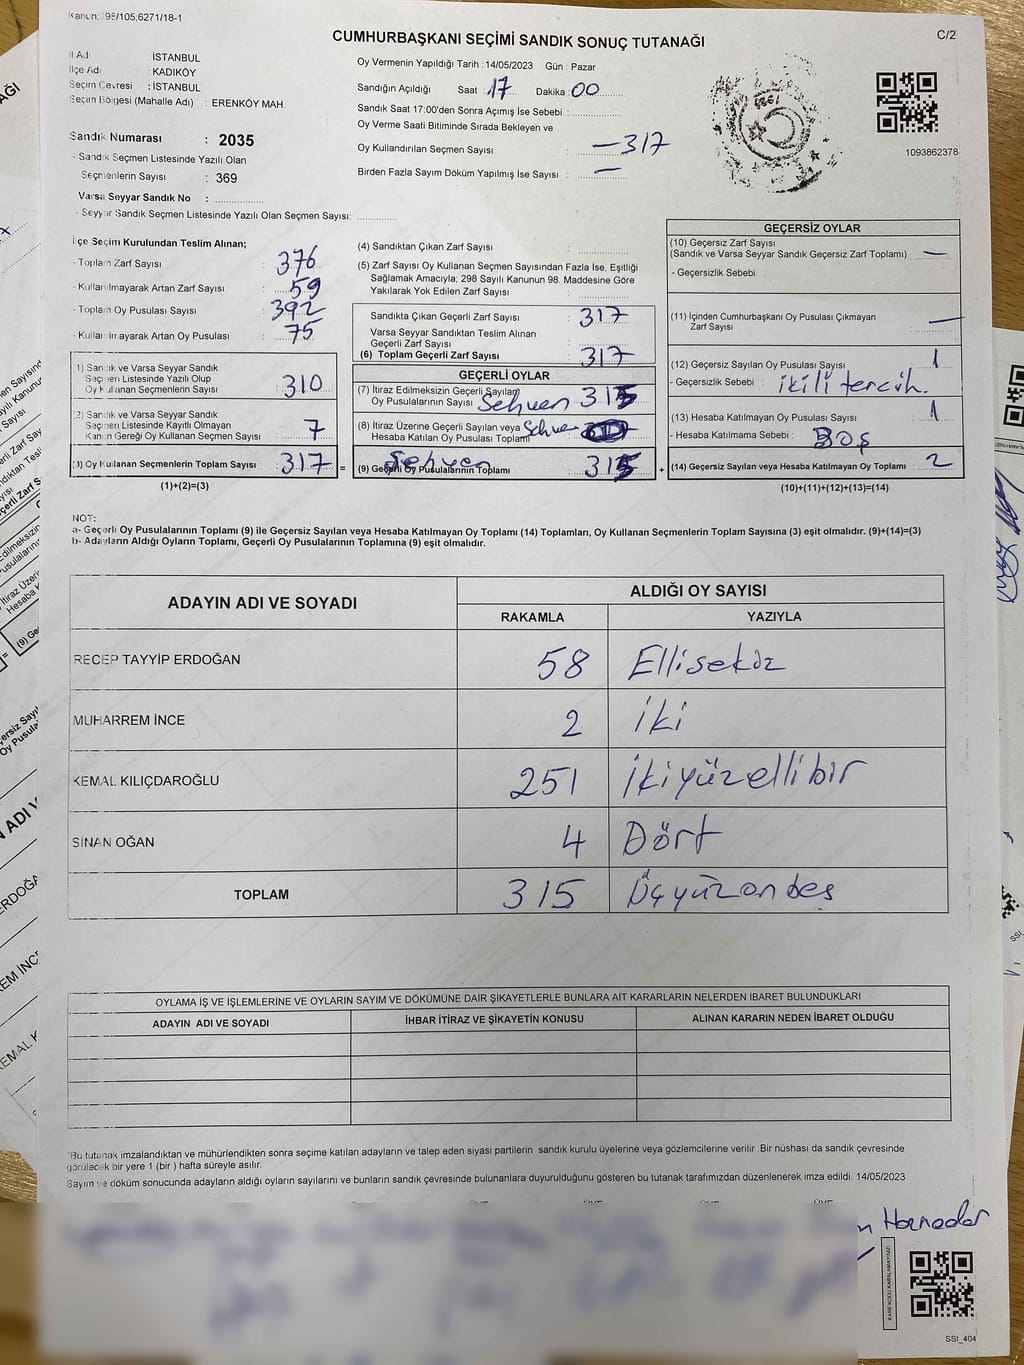 Kanun: 298/105;6271/18-1
CUMHURBAŞKANI SEÇİMİ SANDIK SONUÇ TUTANAĞI
C/2
İl Adı : İSTANBUL
İlçe Adı : KADIKÖY
Seçim Çevresi : İSTANBUL
Seçim Bölgesi (Mahalle Adı) : ERENKÖY MAH.
Sandık Numarası : 2035
- Sandık Seçmen Listesinde Yazılı Olan
Seçmenlerin Sayısı : 369
Varsa Seyyar Sandık No :
- Seyyar Sandık Seçmen Listesinde Yazılı Olan Seçmen Sayısı:
Oy Vermenin Yapıldığı Tarih : 14/05/2023 Gün : Pazar
Sandığın Açıldığı Saat : 17 Dakika : 00
Sandık Saat 17:00'den Sonra Açımış İse Sebebi :
Oy Verme Saati Bitiminde Sırada Bekleyen ve
Oy Kullandırılan Seçmen Sayısı : —317
Birden Fazla Sayım Döküm Yapılmış İse Sayısı : —
1093862378
İlçe Seçim Kurulundan Teslim Alınan;
- Toplam Zarf Sayısı : 376
- Kullanılmayarak Artan Zarf Sayısı : 59
- Toplam Oy Pusulası Sayısı : 392
- Kullanılmayarak Artan Oy Pusulası : 75
(1) Sandık ve Varsa Seyyar Sandık
Seçmen Listesinde Yazılı Olup
Oy Kullanan Seçmenlerin Sayısı : 310
(2) Sandık ve Varsa Seyyar Sandık
Seçmen Listesinde Kayıtlı Olmayan
Kanun Gereği Oy Kullanan Seçmen Sayısı : 7
(3) Oy Kullanan Seçmenlerin Toplam Sayısı : 317 =
(1)+(2)=(3)
(4) Sandıktan Çıkan Zarf Sayısı :
(5) Zarf Sayısı Oy Kullanan Seçmen Sayısından Fazla İse, Eşitliği
Sağlamak Amacıyla; 298 Sayılı Kanunun 98. Maddesine Göre
Yakılarak Yok Edilen Zarf Sayısı :
Sandıkta Çıkan Geçerli Zarf Sayısı : 317
Varsa Seyyar Sandıktan Teslim Alınan
Geçerli Zarf Sayısı :
(6) Toplam Geçerli Zarf Sayısı : 317
GEÇERLİ OYLAR
(7) İtiraz Edilmeksizin Geçerli Sayılan
Oy Pusulalarının Sayısı Sehven 315
(8) İtiraz Üzerine Geçerli Sayılan veya Sehven
Hesaba Katılan Oy Pusulası Toplamı
(9) Geçerli Oy Pusulalarının Toplamı Sehven : 315 +
GEÇERSİZ OYLAR
(10) Geçersiz Zarf Sayısı
(Sandık ve Varsa Seyyar Sandık Geçersiz Zarf Toplamı) : —
- Geçersizlik Sebebi :
(11) İçinden Cumhurbaşkanı Oy Pusulası Çıkmayan
Zarf Sayısı : —
(12) Geçersiz Sayılan Oy Pusulası Sayısı : 1
- Geçersizlik Sebebi : ikili tercih.
(13) Hesaba Katılmayan Oy Pusulası Sayısı : 1
- Hesaba Katılmama Sebebi : Boş
(14) Geçersiz Sayılan veya Hesaba Katılmayan Oy Toplamı : 2
(10)+(11)+(12)+(13)=(14)
NOT:
a- Geçerli Oy Pusulalarının Toplamı (9) ile Geçersiz Sayılan veya Hesaba Katılmayan Oy Toplamı (14) Toplamları, Oy Kullanan Seçmenlerin Toplam Sayısına (3) eşit olmalıdır. (9)+(14)=(3)
b- Adayların Aldığı Oyların Toplamı, Geçerli Oy Pusulalarının Toplamına (9) eşit olmalıdır.
ADAYIN ADI VE SOYADI ALDIĞI OY SAYISI
RAKAMLA YAZIYLA
RECEP TAYYİP ERDOĞAN 58 Ellisekiz
MUHARREM İNCE 2 İki
KEMAL KILIÇDAROĞLU 251 İkiyüzellibir
SİNAN OĞAN 4 Dört
TOPLAM 315 Üçyüzonbeş
OYLAMA İŞ VE İŞLEMLERİNE VE OYLARIN SAYIM VE DÖKÜMÜNE DAİR ŞİKAYETLERLE BUNLARA AİT KARARLARIN NELERDEN İBARET BULUNDUKLARI
ADAYIN ADI VE SOYADI İHBAR İTİRAZ VE ŞİKAYETİN KONUSU ALINAN KARARIN NEDEN İBARET OLDUĞU
*Bu tutanak imzalandıktan ve mühürlendikten sonra seçime katılan adayların ve talep eden siyasi partilerin sandık kurulu üyelerine veya gözlemcilerine verilir. Bir nüshası da sandık çevresinde
görülecek bir yere 1 (bir ) hafta süreyle asılır.
Sayım ve döküm sonucunda adayların aldığı oyların sayılarını ve bunların sandık çevresinde bulunanlara duyurulduğunu gösteren bu tutanak tarafımızdan düzenlenerek imza edildi. 14/05/2023
KARE KODU KARALAMAYINIZ!
SSI_404